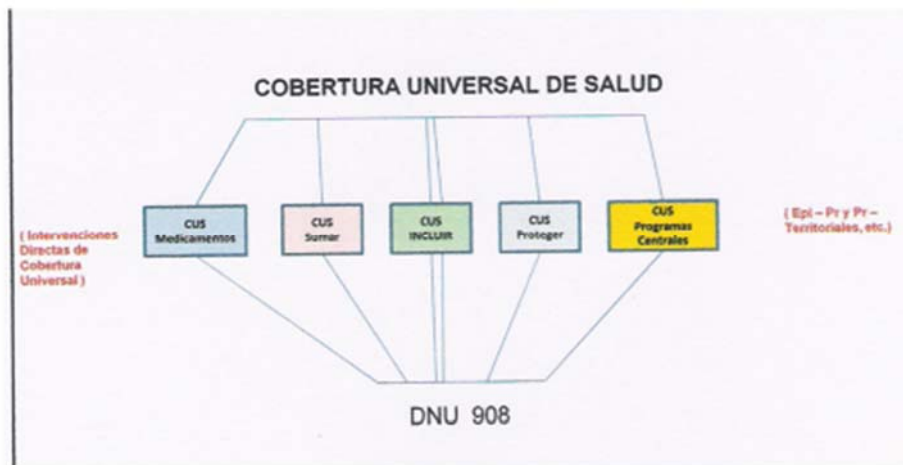 COBERTURA UNIVERSAL DE SALUD
( Intervenciones
Directas de
Cobertura
Universal )
CUS
Medicamentos
CUS
Sumar
CUS
INCLUIR
CUS
Proteger
CUS
Programas
Centrales
( Epi – Pr y Pr –
Territoriales, etc.)
DNU 908